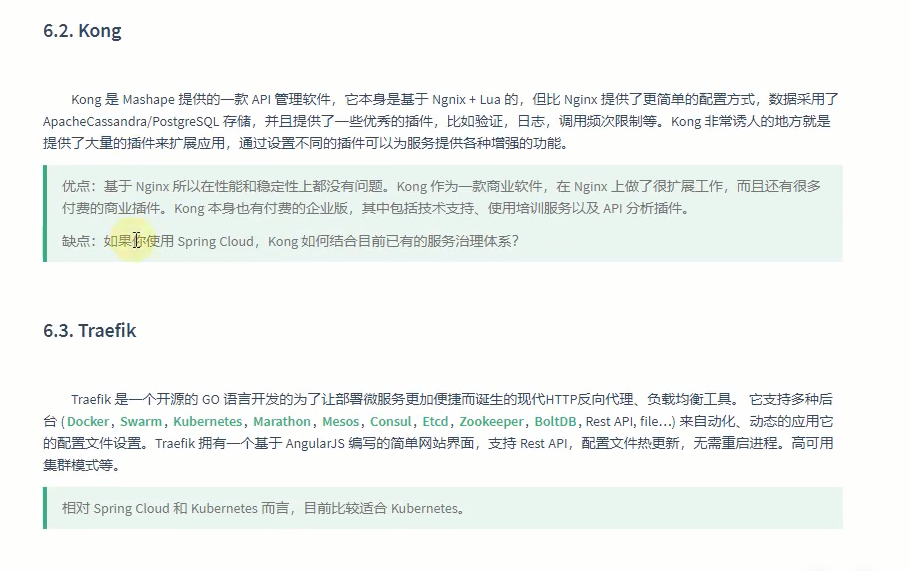 6.2. Kong
Kong 是 Mashape 提供的一款 API 管理软件，它本身是基于 Ngnix + Lua 的，但比 Nginx 提供了更简单的配置方式，数据采用了
ApacheCassandra/PostgreSQL 存储，并且提供了一些优秀的插件，比如验证，日志，调用频次限制等。Kong 非常诱人的地方就是
提供了大量的插件来扩展应用，通过设置不同的插件可以为服务提供各种增强的功能。
优点：基于 Nginx 所以在性能和稳定性上都没有问题。Kong 作为一款商业软件，在 Nginx 上做了很扩展工作，而且还有很多
付费的商业插件。Kong 本身也有付费的企业版，其中包括技术支持、使用培训服务以及 API 分析插件。
缺点：如果你使用 Spring Cloud，Kong 如何结合目前已有的服务治理体系？
6.3. Traefik
Traefik 是一个开源的 GO 语言开发的为了让部署微服务更加便捷而诞生的现代HTTP反向代理、负载均衡工具。 它支持多种后
台 (Docker, Swarm, Kubernetes, Marathon, Mesos, Consul, Etcd, Zookeeper, BoltDB, Rest API, file...) 来自动化、动态的应用它
的配置文件设置。Traefik 拥有一个基于 AngularJS 编写的简单网站界面，支持 Rest API，配置文件热更新，无需重启进程。高可用
集群模式等。
相对 Spring Cloud 和 Kubernetes 而言，目前比较适合 Kubernetes。